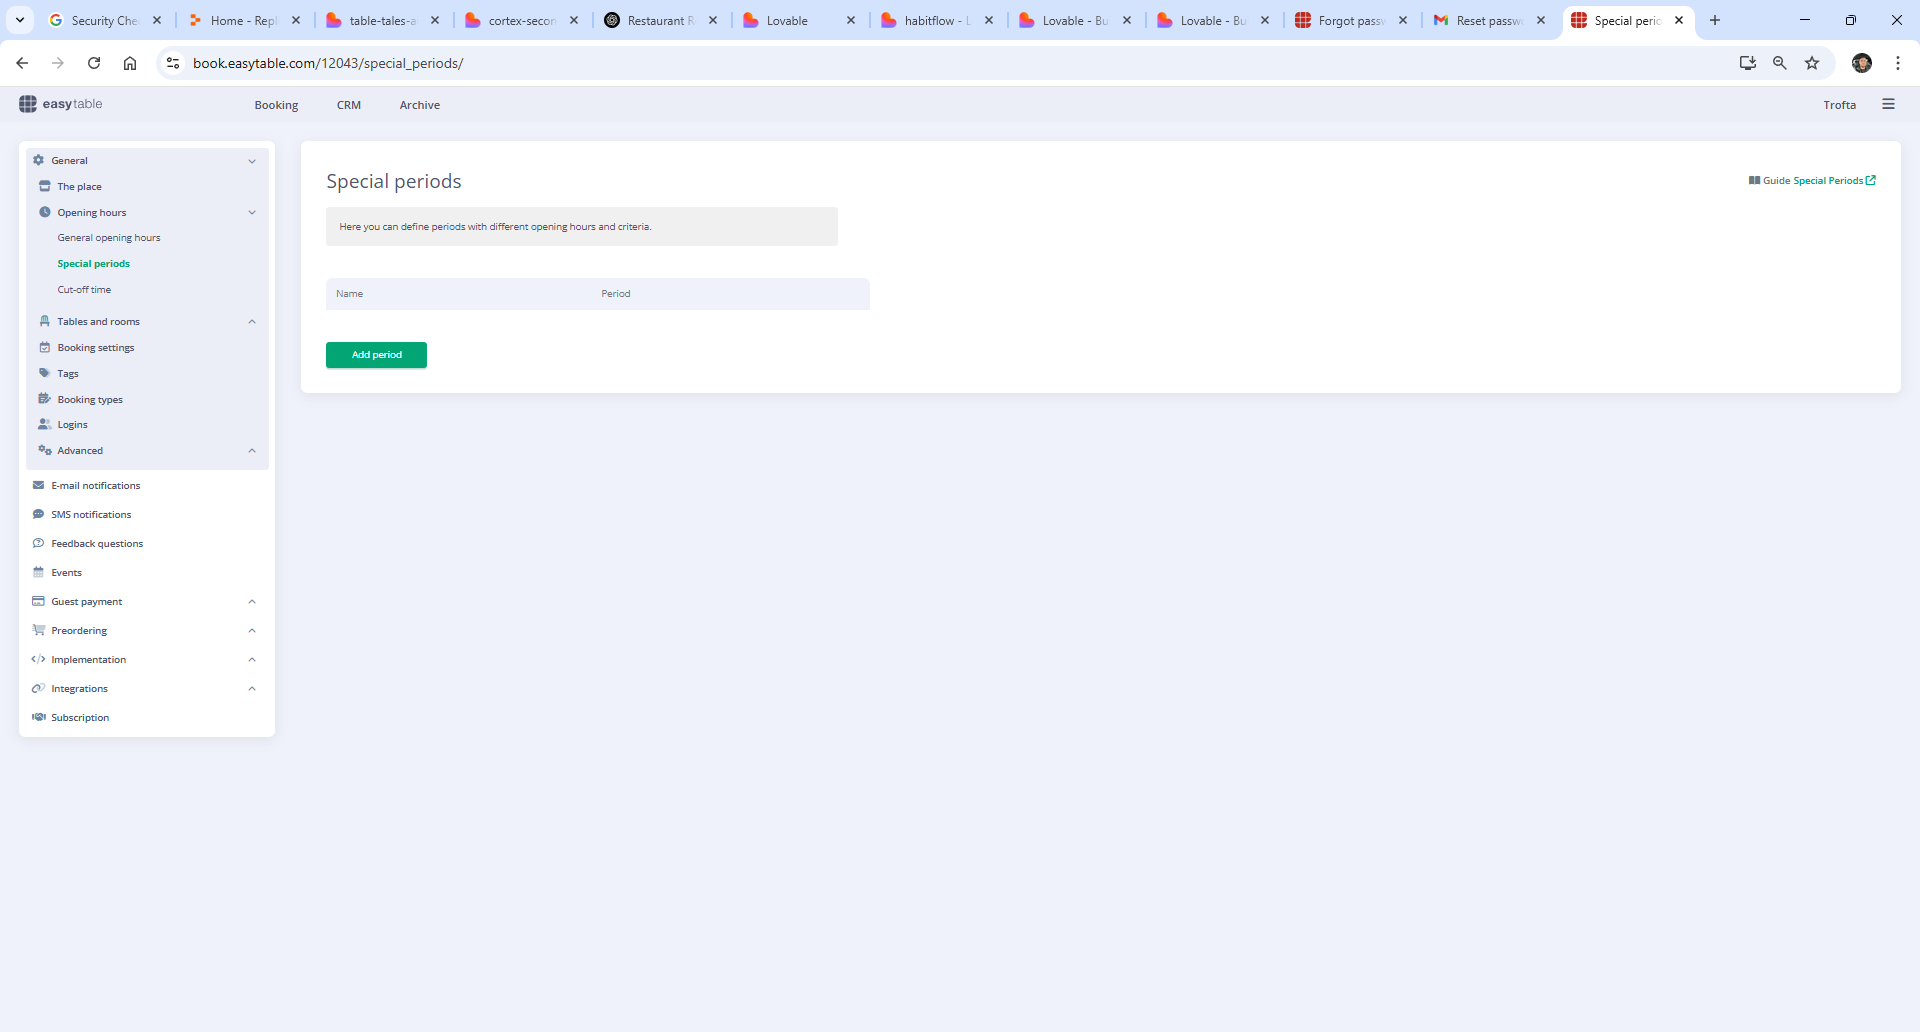 Security Che
Home - Repl
table-tales-a
cortex-secon
Restaurant R
Lovable
habitflow - L
Lovable - Bu
Lovable - Bu
Forgot passw
Reset passwo
Special perio
book.easytable.com/12043/special_periods/
easytable
Booking
CRM
Archive
Trofta
General
The place
Opening hours
General opening hours
Special periods
Cut-off time
Tables and rooms
Booking settings
Tags
Booking types
Logins
Advanced
E-mail notifications
SMS notifications
Feedback questions
Events
Guest payment
Preordering
Implementation
Integrations
Subscription
Special periods
Guide Special Periods
Here you can define periods with different opening hours and criteria.
Name Period
Add period